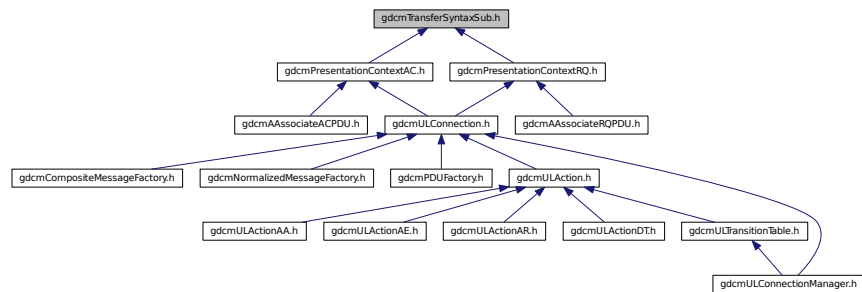 gdcmTransferSyntaxSub.h
gdcmPresentationContextAC.h
gdcmPresentationContextRQ.h
gdcmAAssociateACPDU.h
gdcmULConnection.h
gdcmAAssociateRQPDU.h
gdcmCompositeMessageFactory.h
gdcmNormalizedMessageFactory.h
gdcmPDUFactory.h
gdcmULAction.h
gdcmULActionAA.h
gdcmULActionAE.h
gdcmULActionAR.h
gdcmULActionDT.h
gdcmULTransitionTable.h
gdcmULConnectionManager.h